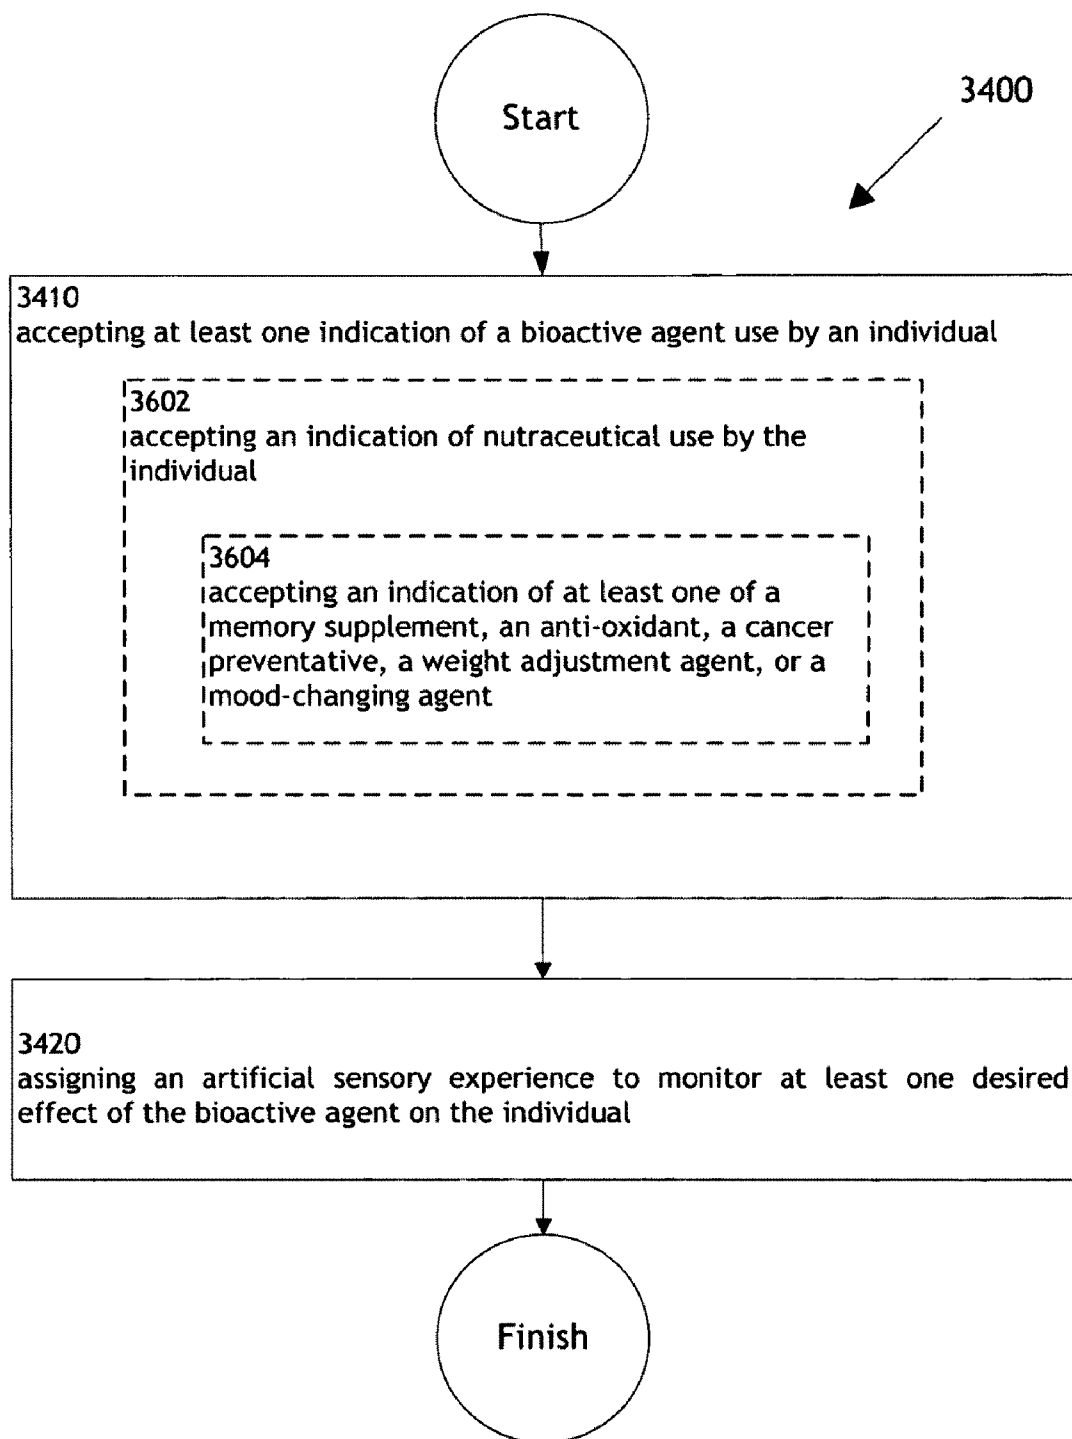 Start
3400
3410
accepting at least one indication of a bioactive agent use by an individual
3602
accepting an indication of nutraceutical use by the
individual
3604
accepting an indication of at least one of a
memory supplement, an anti-oxidant, a cancer
preventative, a weight adjustment agent, or a
mood-changing agent
3420
assigning an artificial sensory experience to monitor at least one desired
effect of the bioactive agent on the individual
Finish